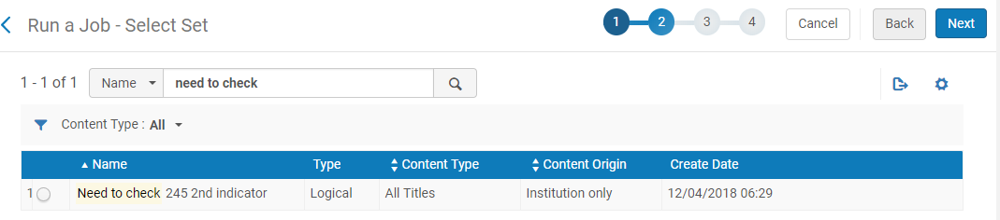 Run a Job - Select Set 1 2 3 4 Cancel Back Next
1 - 1 of 1 Name need to check
Content Type : All
Name Type Content Type Content Origin Create Date
1 Need to check 245 2nd indicator Logical All Titles Institution only 12/04/2018 06:29